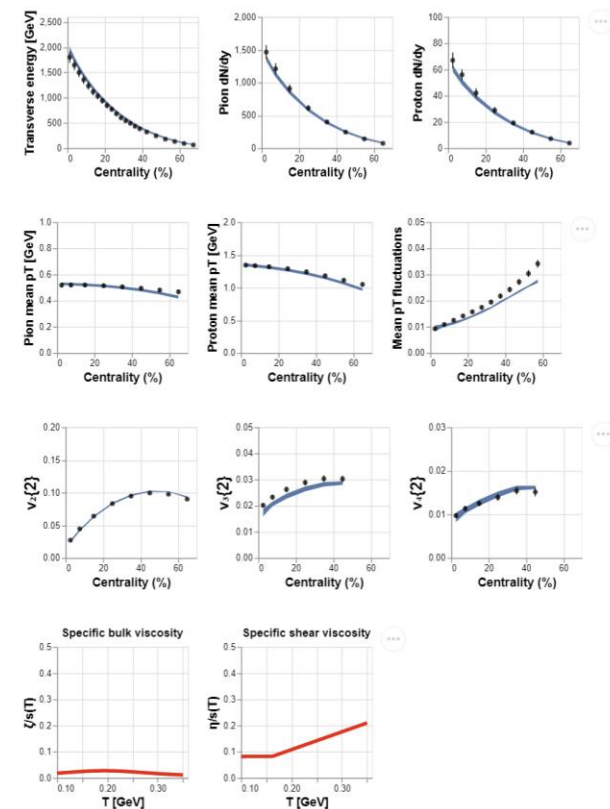 Transverse energy [GeV]
2,500
2,000
1,500
1,000
500
0
0 20 40 60
Centrality (%)
Pion dN/dy
2,000
1,500
1,000
500
0
0 20 40 60
Centrality (%)
Proton dN/dy
100
80
60
40
20
0
0 20 40 60
Centrality (%)
Pion mean pT [GeV]
1.0
0.8
0.6
0.4
0.2
0.0
0 20 40 60
Centrality (%)
Proton mean pT [GeV]
2.0
1.5
1.0
0.5
0.0
0 20 40 60
Centrality (%)
Mean pT fluctuations
0.05
0.04
0.03
0.02
0.01
0.00
0 20 40 60
Centrality (%)
v₂{2}
0.20
0.15
0.10
0.05
0.00
0 20 40 60
Centrality (%)
v₃{2}
0.05
0.04
0.03
0.02
0.01
0.00
0 20 40 60
Centrality (%)
v₄{2}
0.03
0.02
0.01
0.00
0 20 40 60
Centrality (%)
Specific bulk viscosity
ζ/s(T)
0.5
0.4
0.3
0.2
0.1
0.0
0.10 0.20 0.30
T [GeV]
Specific shear viscosity
η/s(T)
0.5
0.4
0.3
0.2
0.1
0.0
0.10 0.20 0.30
T [GeV]